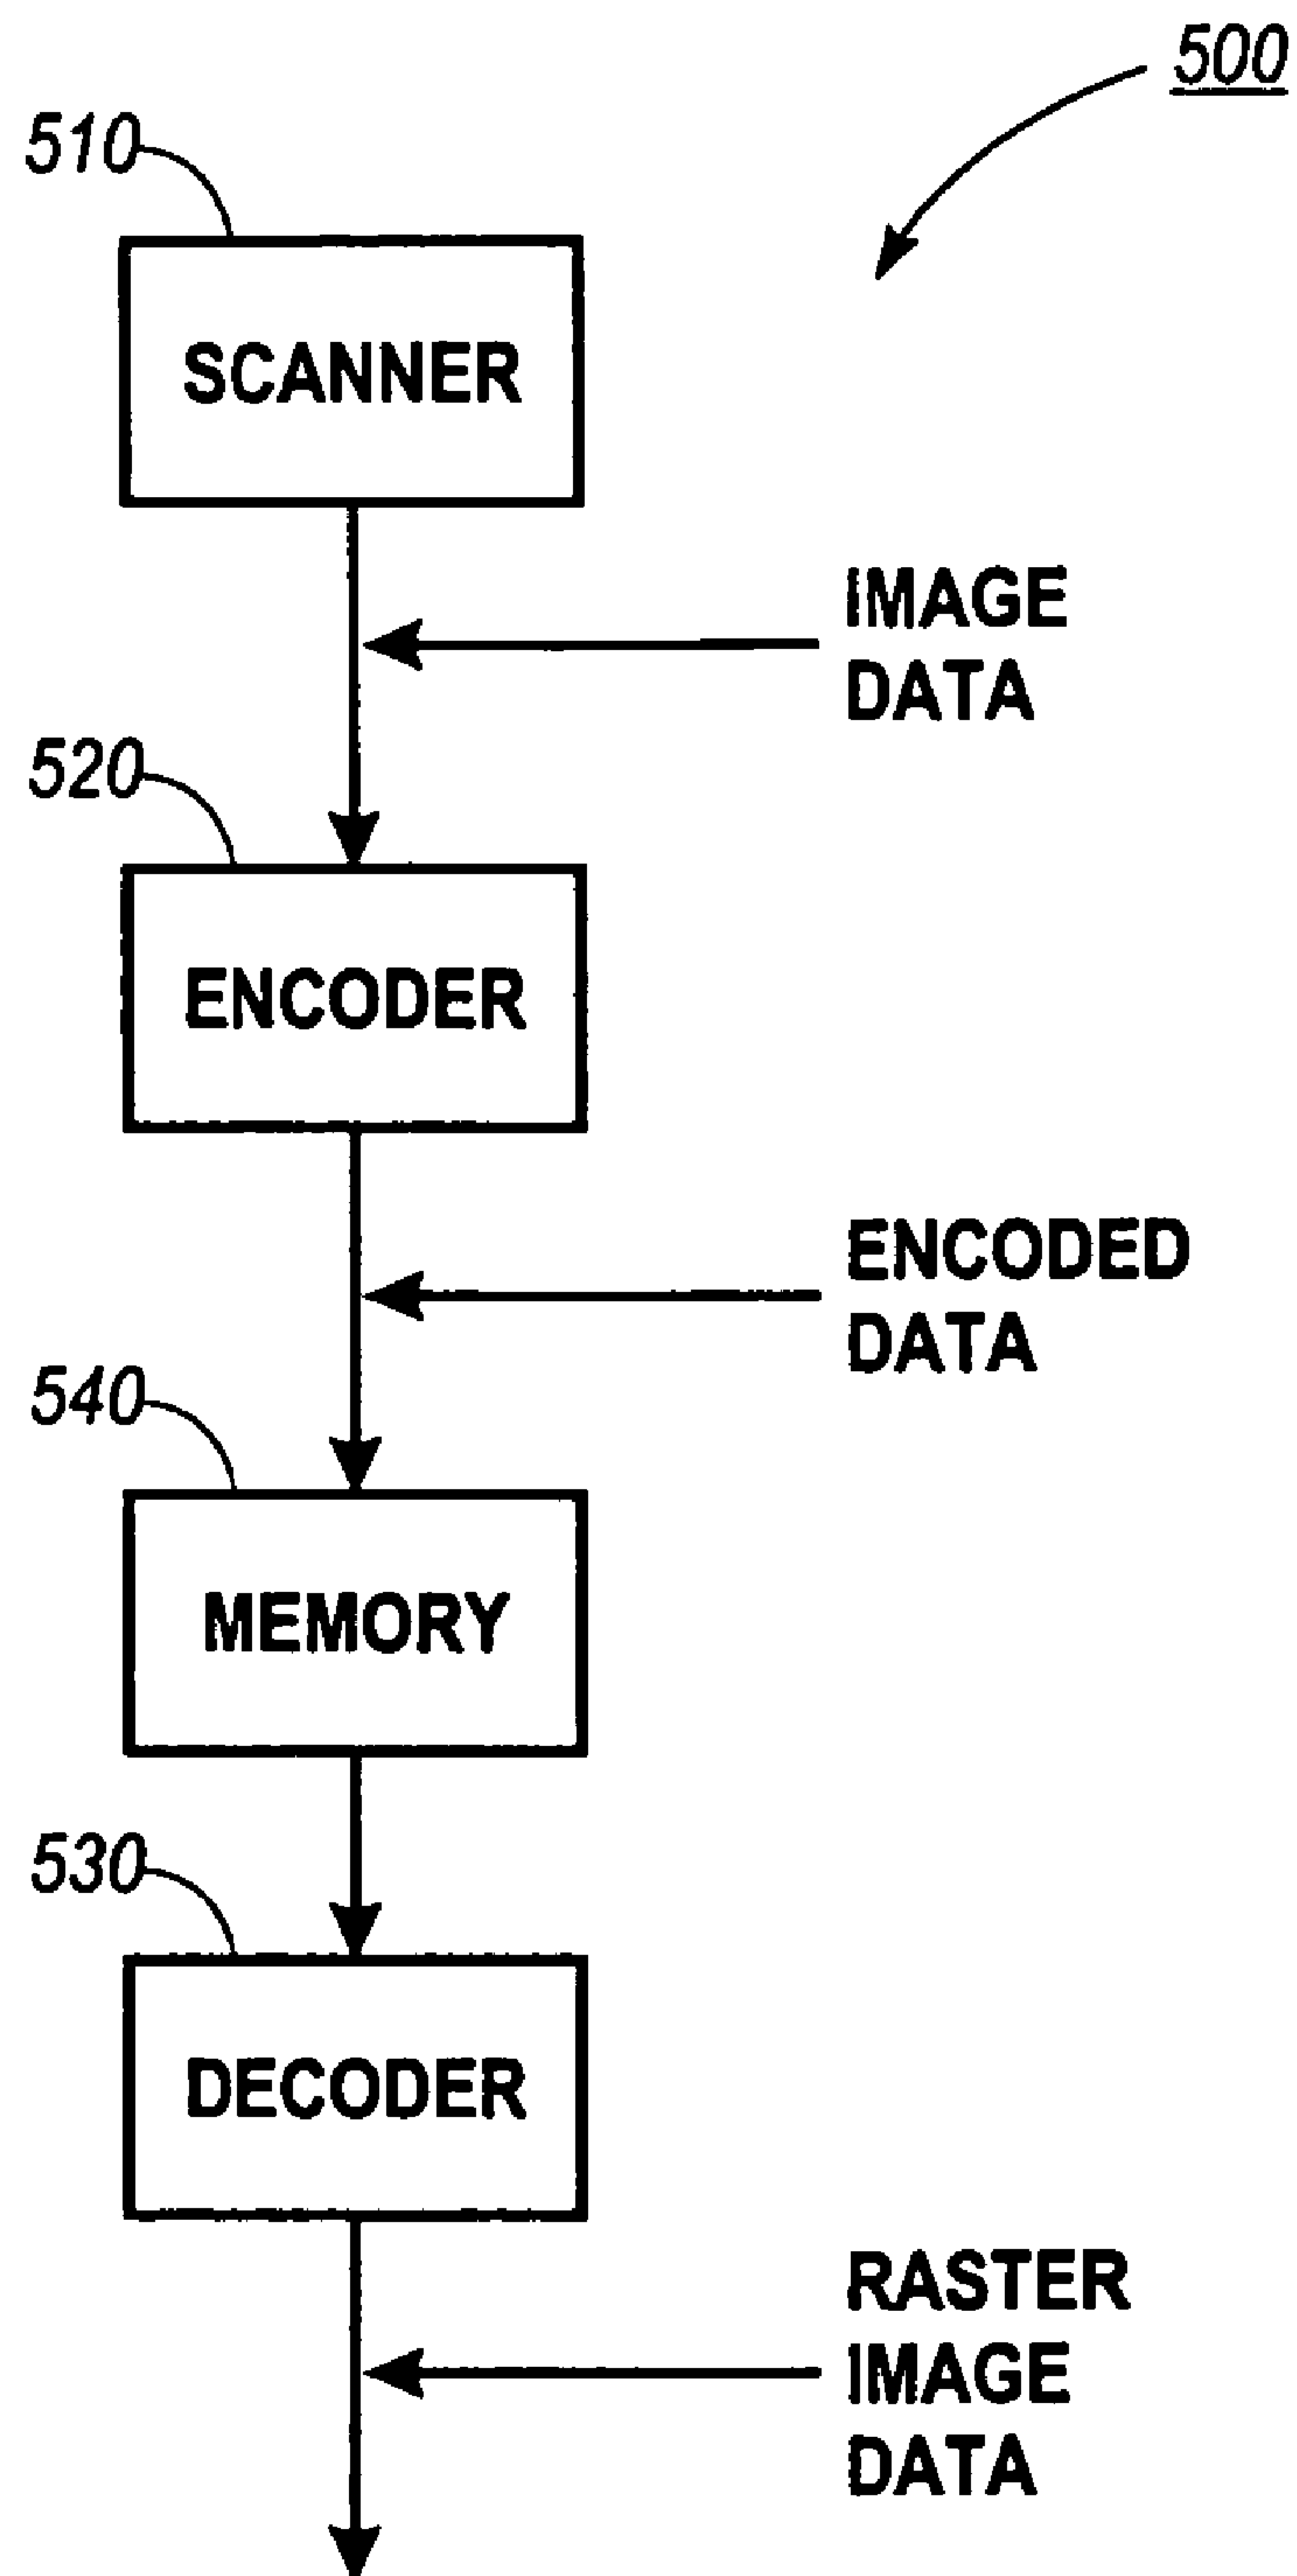 500
510
SCANNER
IMAGE
DATA
520
ENCODER
ENCODED
DATA
540
MEMORY
530
DECODER
RASTER
IMAGE
DATA